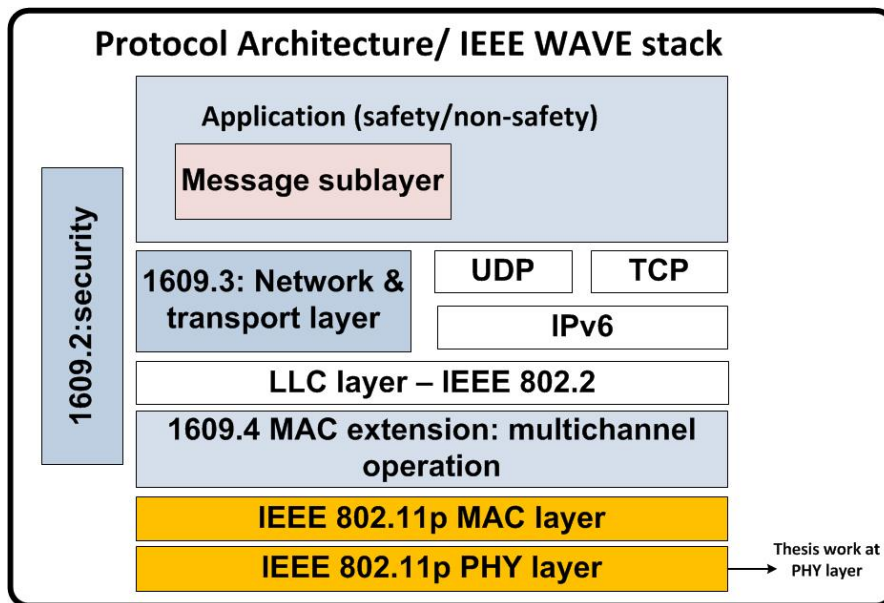 Protocol Architecture/ IEEE WAVE stack
Application (safety/non-safety)
Message sublayer
1609.2:security
1609.3: Network &
transport layer
UDP
TCP
IPv6
LLC layer – IEEE 802.2
1609.4 MAC extension: multichannel
operation
IEEE 802.11p MAC layer
IEEE 802.11p PHY layer
Thesis work at
PHY layer